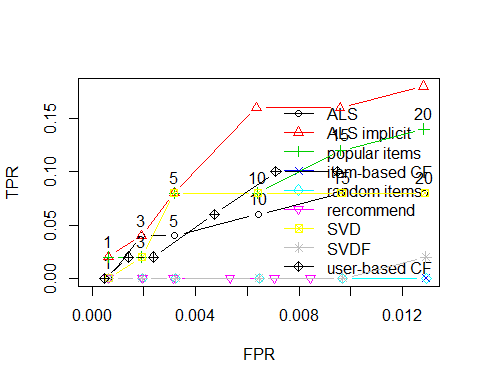 20
ALS
ALS implicit
15
popular items
item-based CF
random items
rercommend
SVD
SVDF
user-based CF
5
10
15
20
3
5
10
1
3
1
0.00
0.05
0.10
0.15
TPR
0.000
0.004
0.008
0.012
FPR